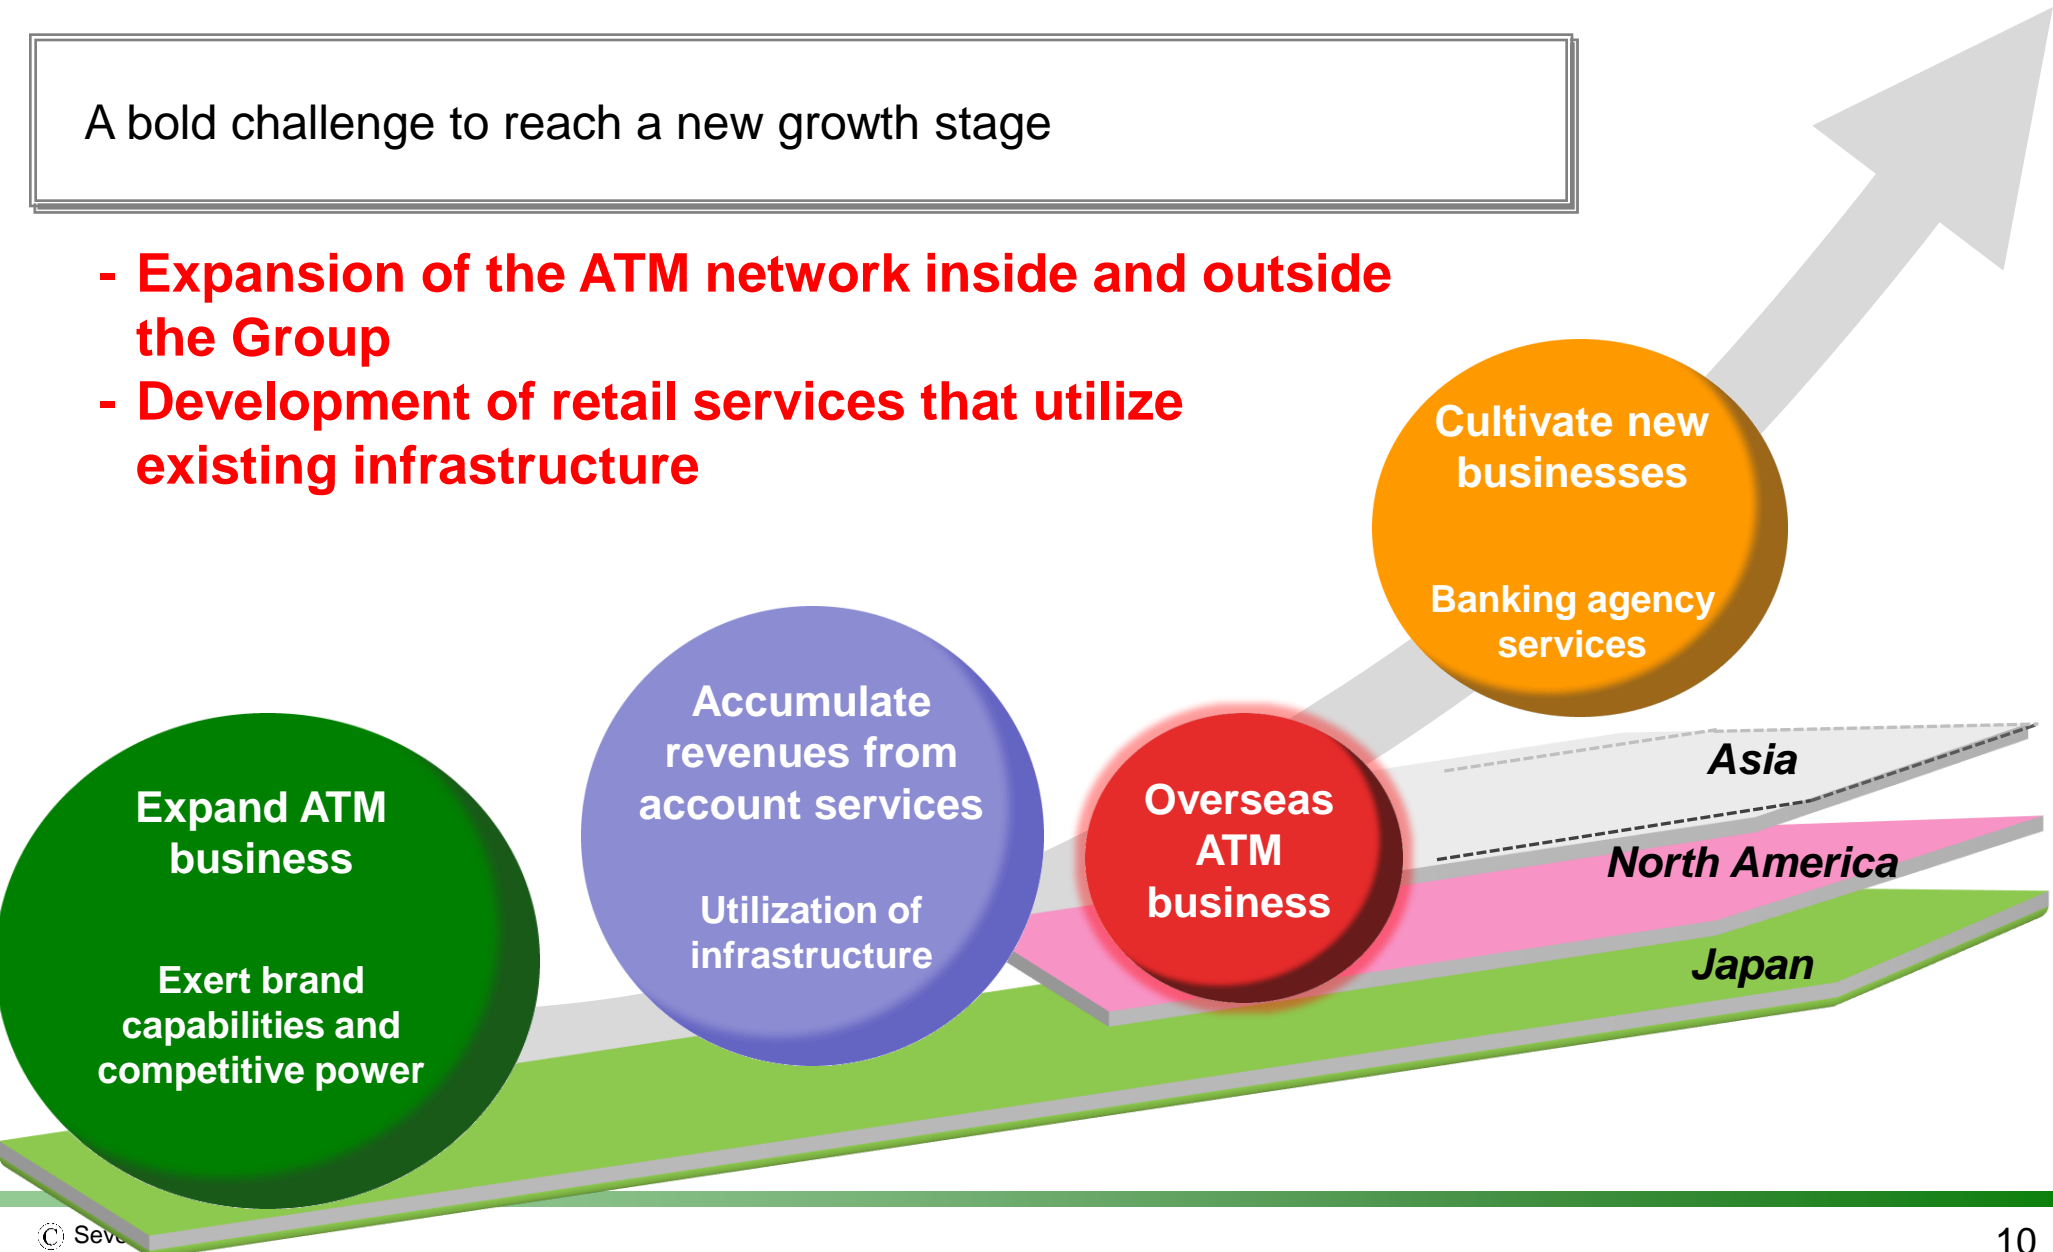 A bold challenge to reach a new growth stage
- Expansion of the ATM network inside and outside
the Group
- Development of retail services that utilize
existing infrastructure
Cultivate new
businesses
Banking agency
services
Accumulate
revenues from
account services
Utilization of
infrastructure
Overseas
ATM
business
Expand ATM
business
Exert brand
capabilities and
competitive power
Asia
North America
Japan
©
10